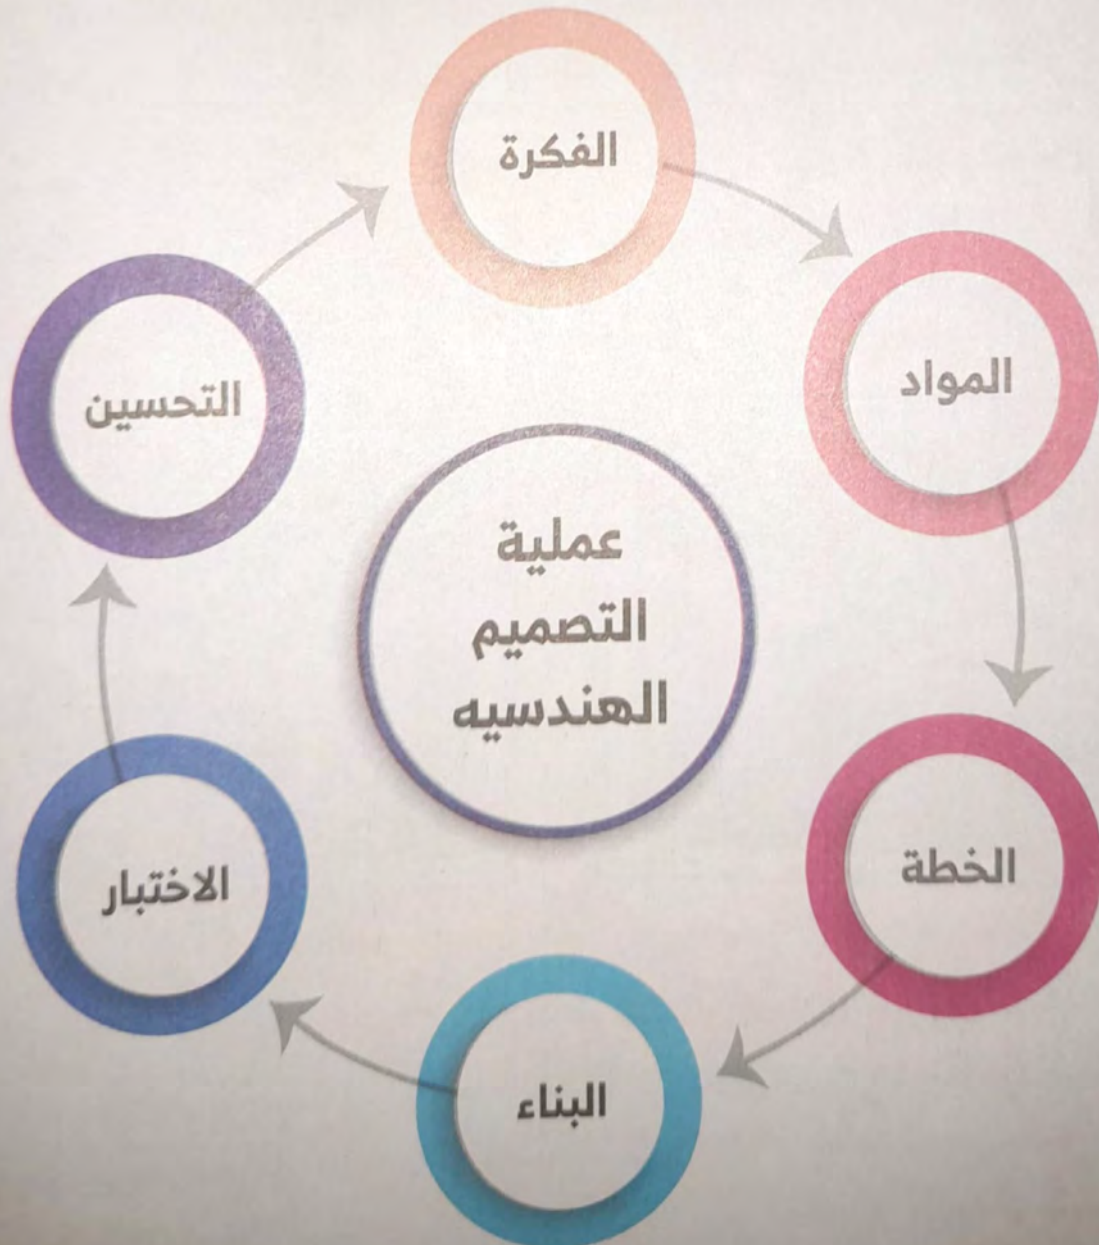 الفكرة
المواد
الخطة
البناء
الاختبار
التحسين
عملية
التصميم
الهندسيه